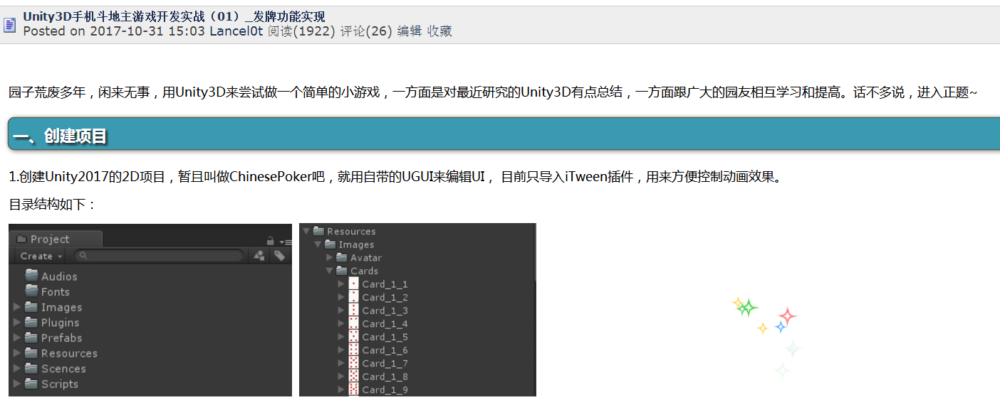 Unity3D手机斗地主游戏开发实战（01）_发牌功能实现
Posted on 2017-10-31 15:03 Lancel0t 阅读(1922) 评论(26) 编辑 收藏
园子荒废多年，闲来无事，用Unity3D来尝试做一个简单的小游戏，一方面是对最近研究的Unity3D有点总结，一方面跟广大的园友相互学习和提高。话不多说，进入正题~
一、创建项目
1.创建Unity2017的2D项目，暂且叫做ChinesePoker吧，就用自带的UGUI来编辑UI， 目前只导入iTween插件，用来方便控制动画效果。
目录结构如下：
Project
Create
Audios
Fonts
Images
Plugins
Prefabs
Resources
Scences
Scripts
Resources
Images
Avatar
Cards
Card_1_1
Card_1_2
Card_1_3
Card_1_4
Card_1_5
Card_1_6
Card_1_7
Card_1_8
Card_1_9